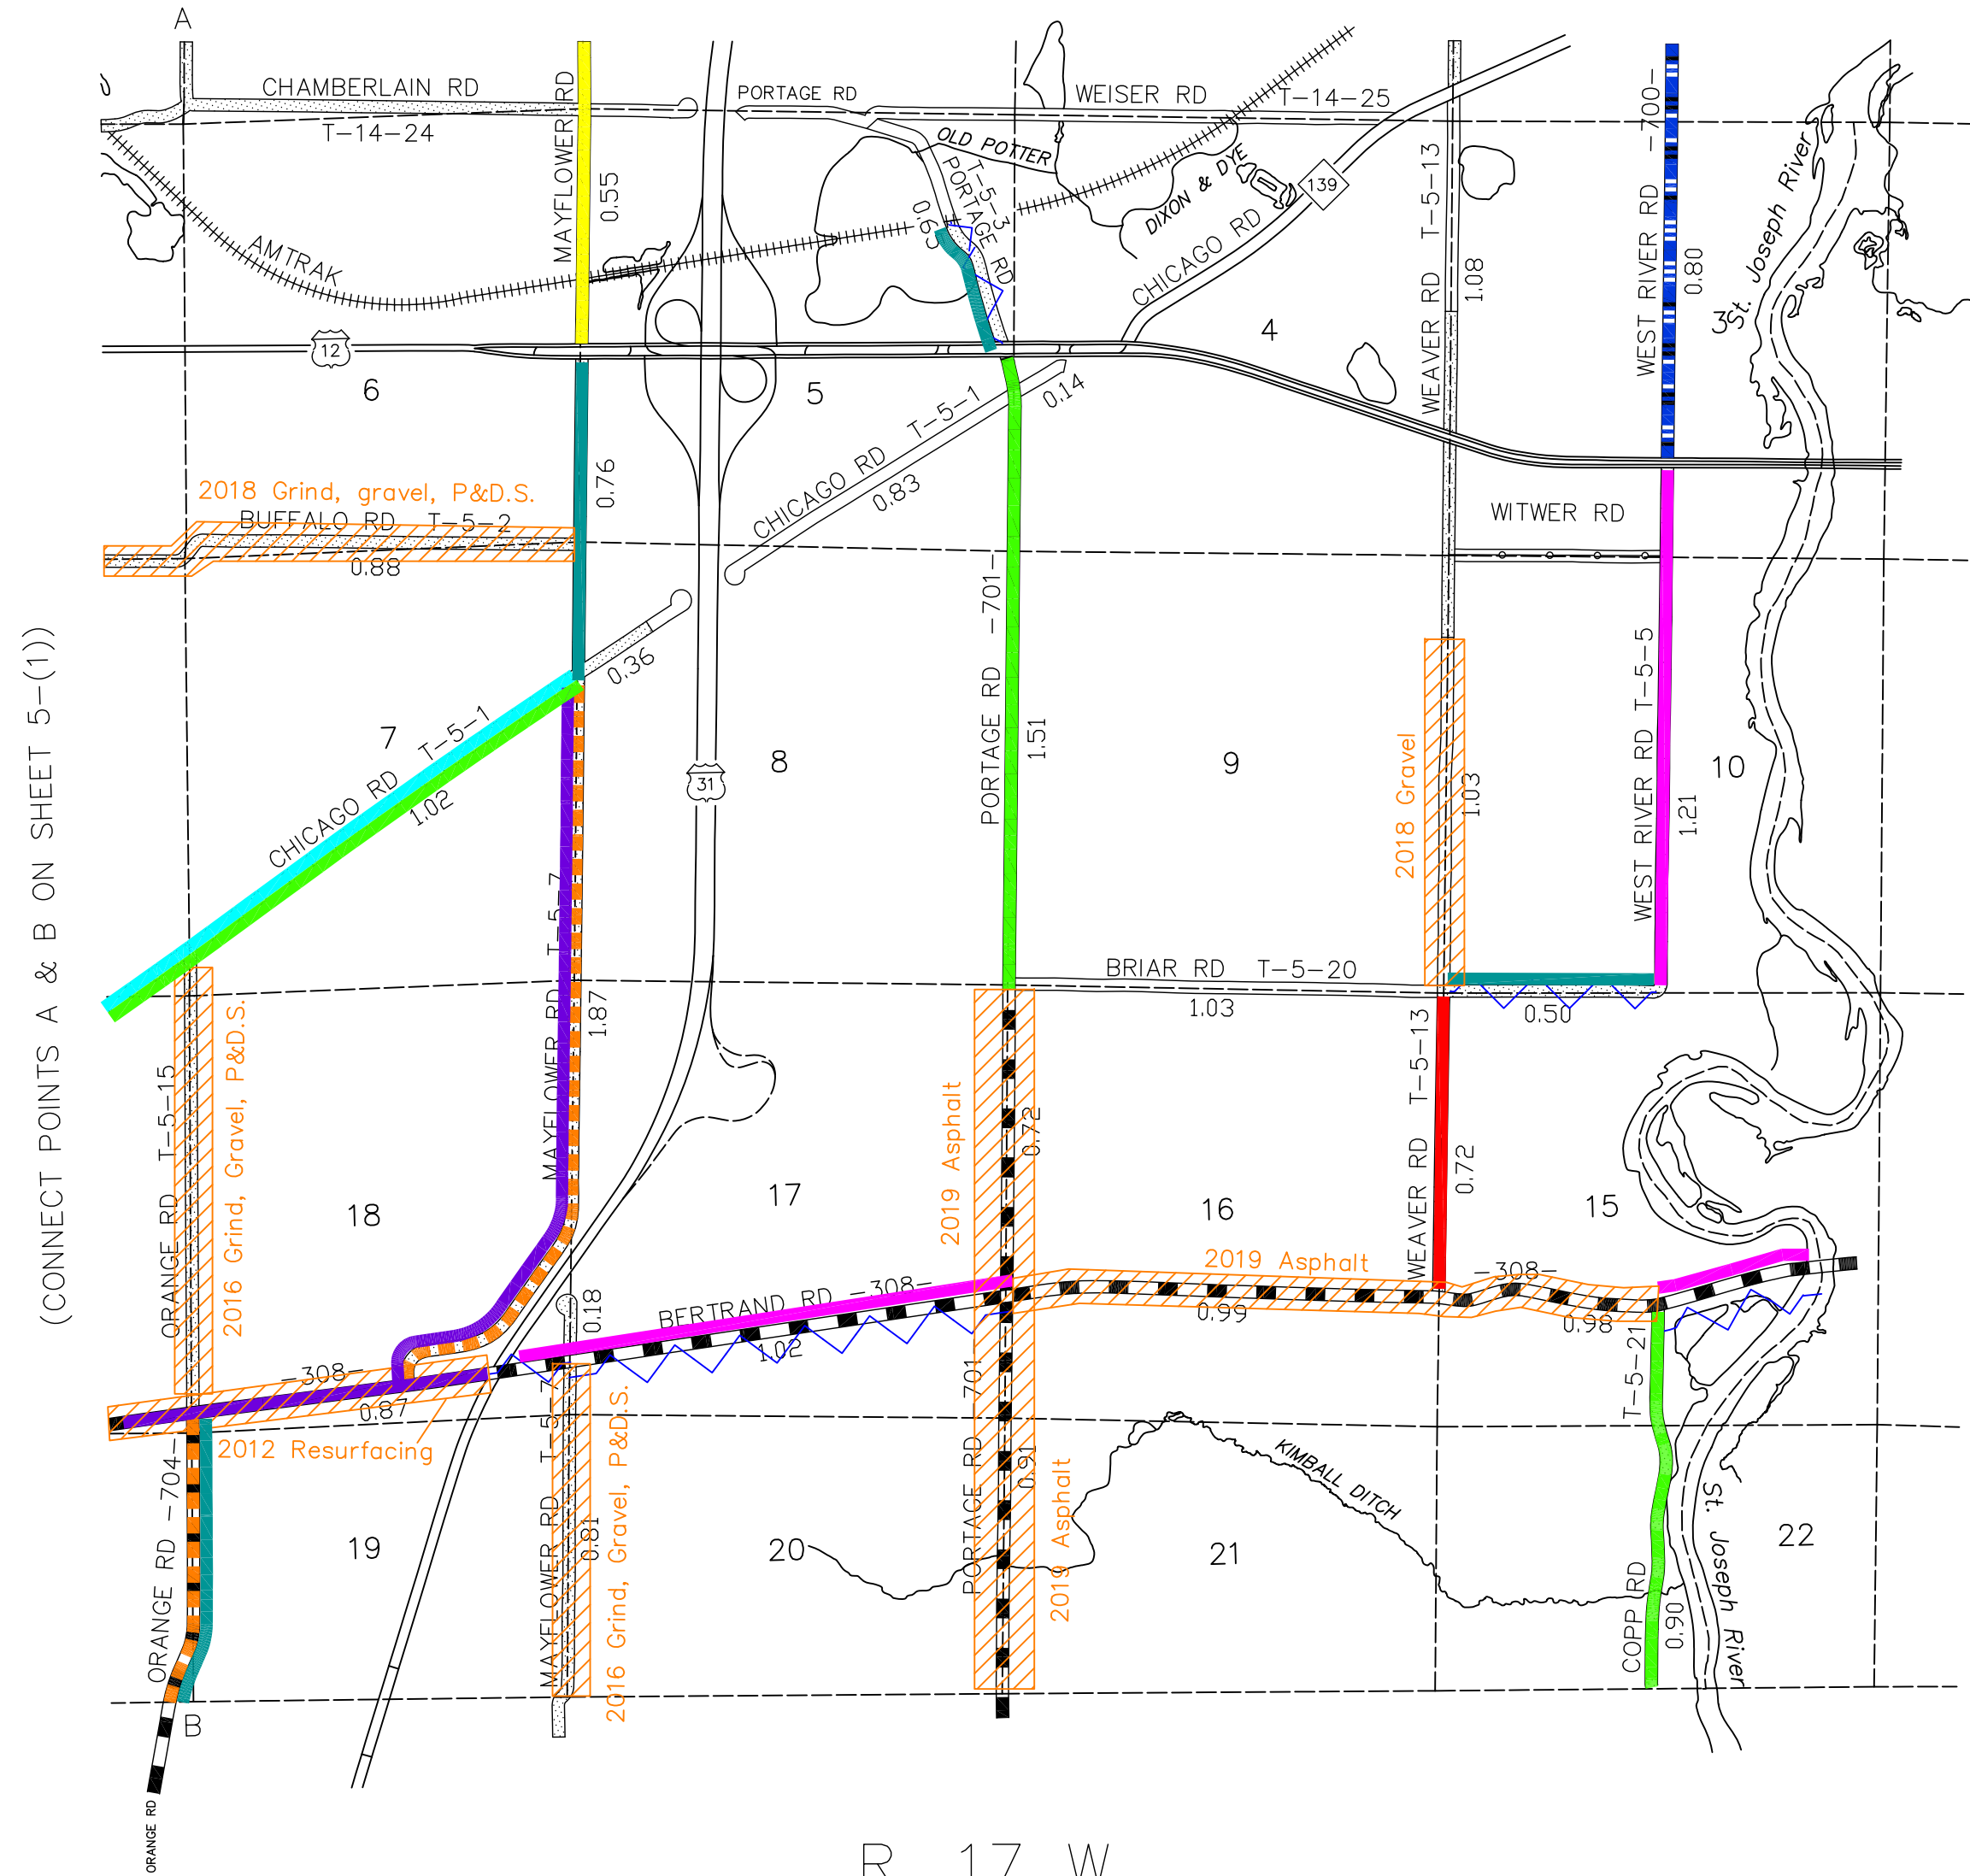 A
CHAMBERLAIN RD
T-14-24
MAYFLOWER RD
0.55
PORTAGE RD
WEISER RD
T-14-25
OLD POTTER
T-5-3
PORTAGE RD
0.65
DIXON & DYE
139
CHICAGO RD
WEAVER RD T-5-13
1.08
WEST RIVER RD -700-
0.80
St. Joseph River
3
AMTRAK
12
6
5
4
CHICAGO RD T-5-1
0.14
0.83
0.76
2018 Grind, gravel, P&D.S.
BUFFALO RD T-5-2
0.88
WITWER RD
0.36
7
CHICAGO RD T-5-1
1.02
31
8
PORTAGE RD -701-
1.51
9
2018 Gravel
1.03
WEST RIVER RD T-5-5
1.21
10
(CONNECT POINTS A & B ON SHEET 5-(1))
MAYFLOWER RD T-5-7
1.87
BRIAR RD T-5-20
1.03
0.50
ORANGE RD T-5-15
2016 Grind, Gravel, P&D.S.
18
17
2019 Asphalt
0.72
16
WEAVER RD T-5-13
0.72
15
2019 Asphalt
-308-
0.99
0.98
BERTRAND RD -308-
1.02
0.18
-308-
0.87
2012 Resurfacing
ORANGE RD -704-
19
MAYFLOWER RD T-5-7
0.81
2016 Grind, Gravel, P&D.S.
20
PORTAGE RD 701
0.91
2019 Asphalt
KIMBALL DITCH
21
COPP RD T-5-21
0.90
St. Joseph River
22
B
ORANGE RD
R 17 W